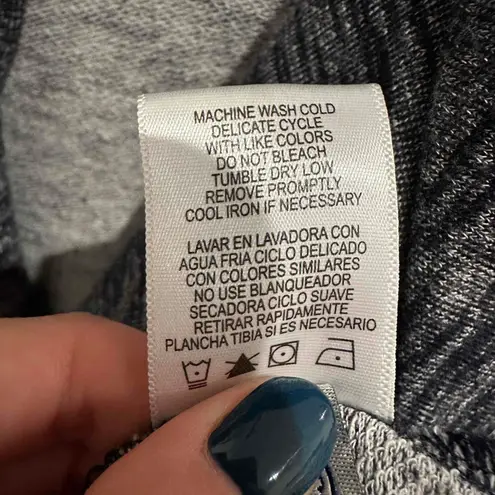 MACHINE WASH COLD
DELICATE CYCLE
WITH LIKE COLORS
DO NOT BLEACH
TUMBLE DRY LOW
REMOVE PROMPTLY
COOL IRON IF NECESSARY
LAVAR EN LAVADORA CON
AGUA FRIA CICLO DELICADO
CON COLORES SIMILARES
NO USE BLANQUEADOR
SECADORA CICLO SUAVE
RETIRAR RAPIDAMENTE
PLANCHA TIBIA SI ES NECESARIO